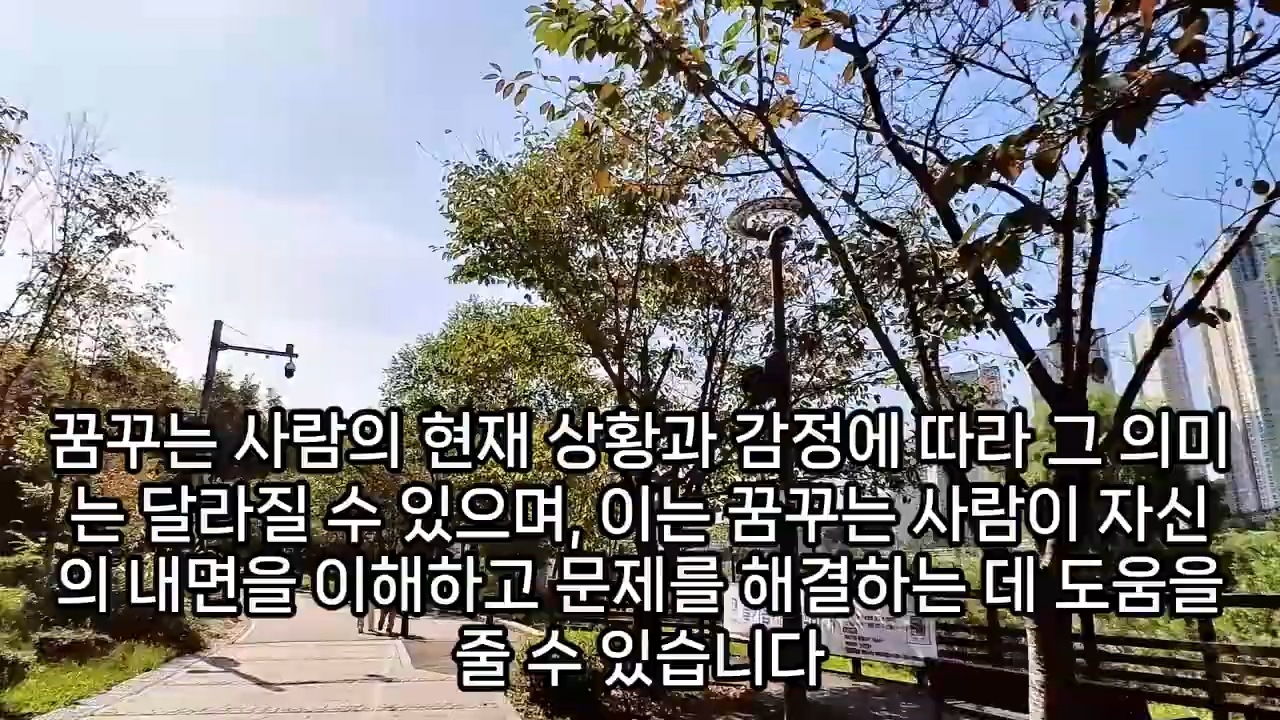 꿈꾸는 사람의 현재 상황과 감정에 따라 그 의미
는 달라질 수 있으며, 이는 꿈꾸는 사람이 자신
의 내면을 이해하고 문제를 해결하는 데 도움을
줄 수 있습니다